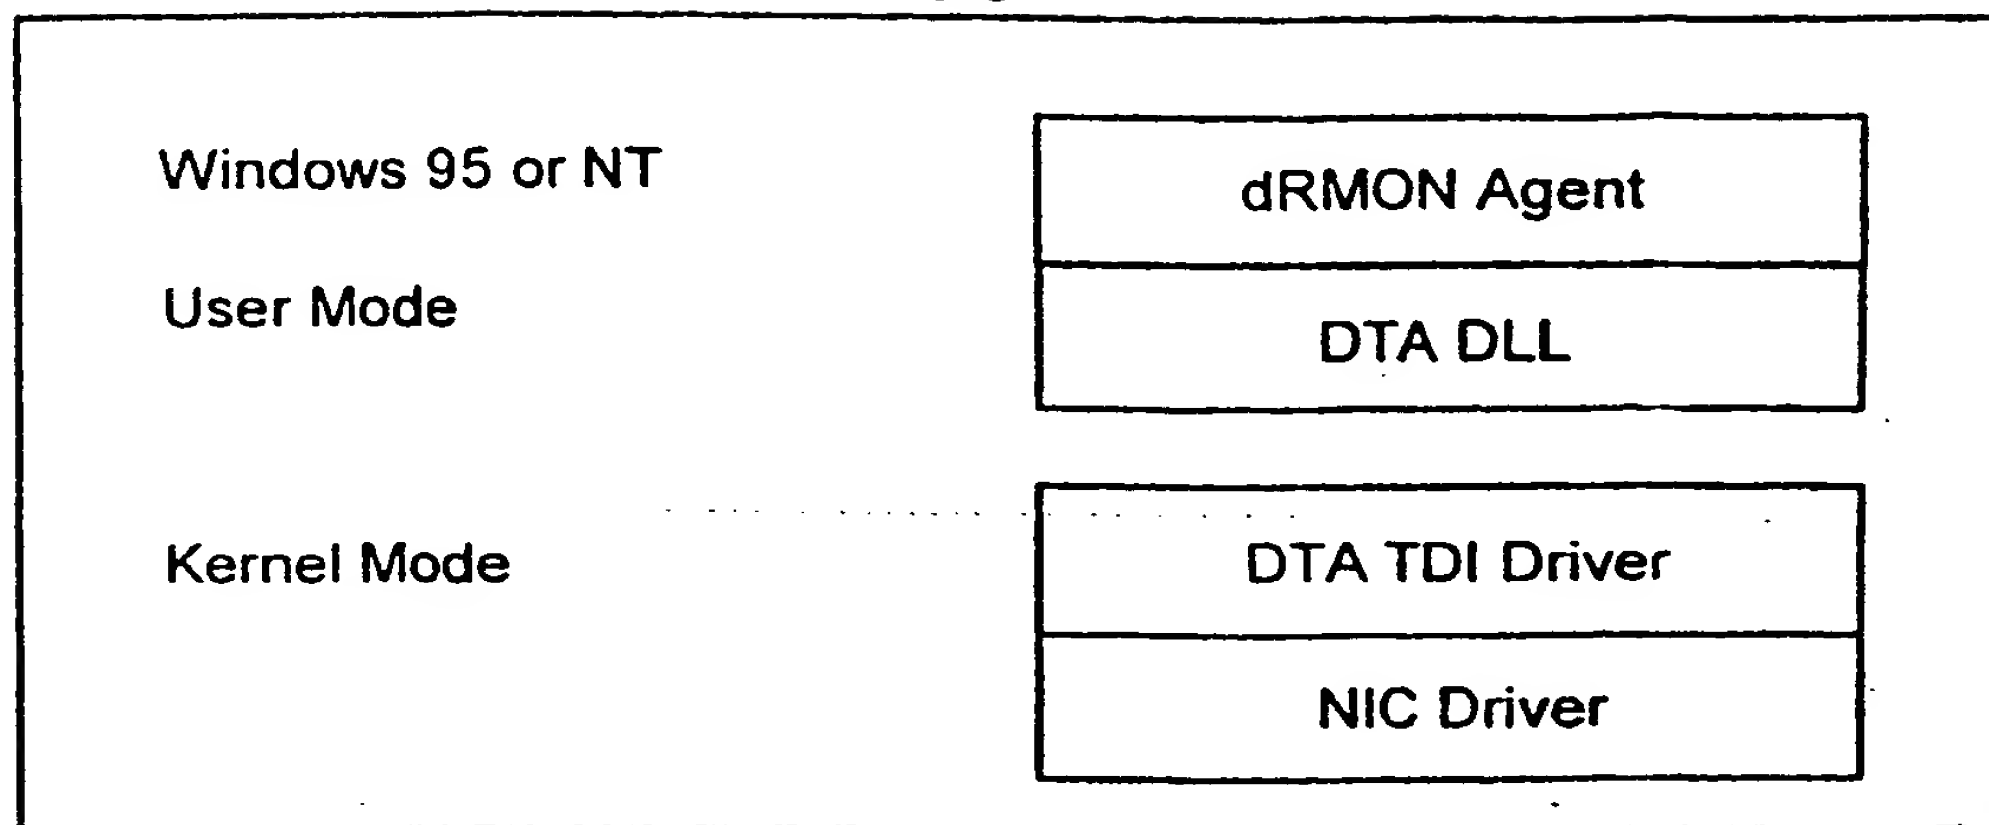 Windows 95 or NT
dRMON Agent
User Mode
DTA DLL
Kernel Mode
DTA TDI Driver
NIC Driver